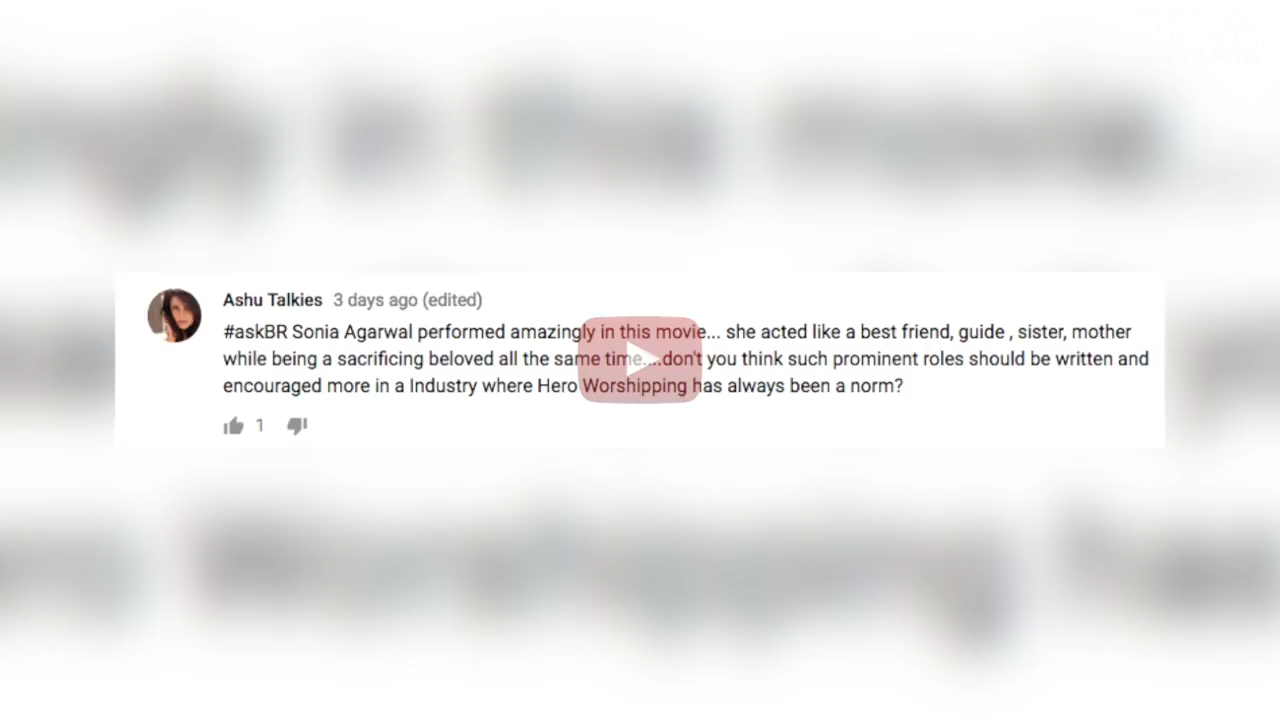 Ashu Talkies 3 days ago (edited)
#askBR Sonia Agarwal performed amazingly in this movie... she acted like a best friend, guide , sister, mother
while being a sacrificing beloved all the same time....don't you think such prominent roles should be written and
encouraged more in a Industry where Hero Worshipping has always been a norm?
1